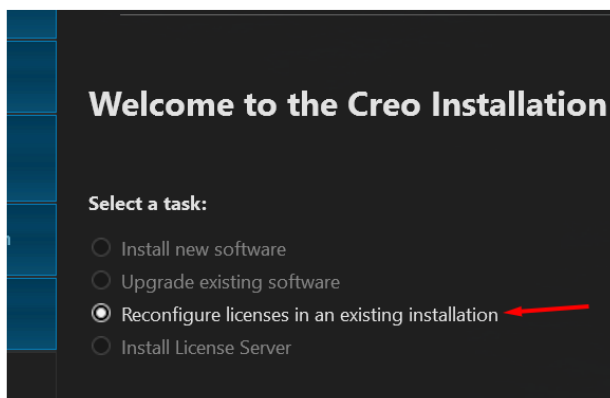 Welcome to the Creo Installation
Select a task:
Install new software
Upgrade existing software
Reconfigure licenses in an existing installation
Install License Server